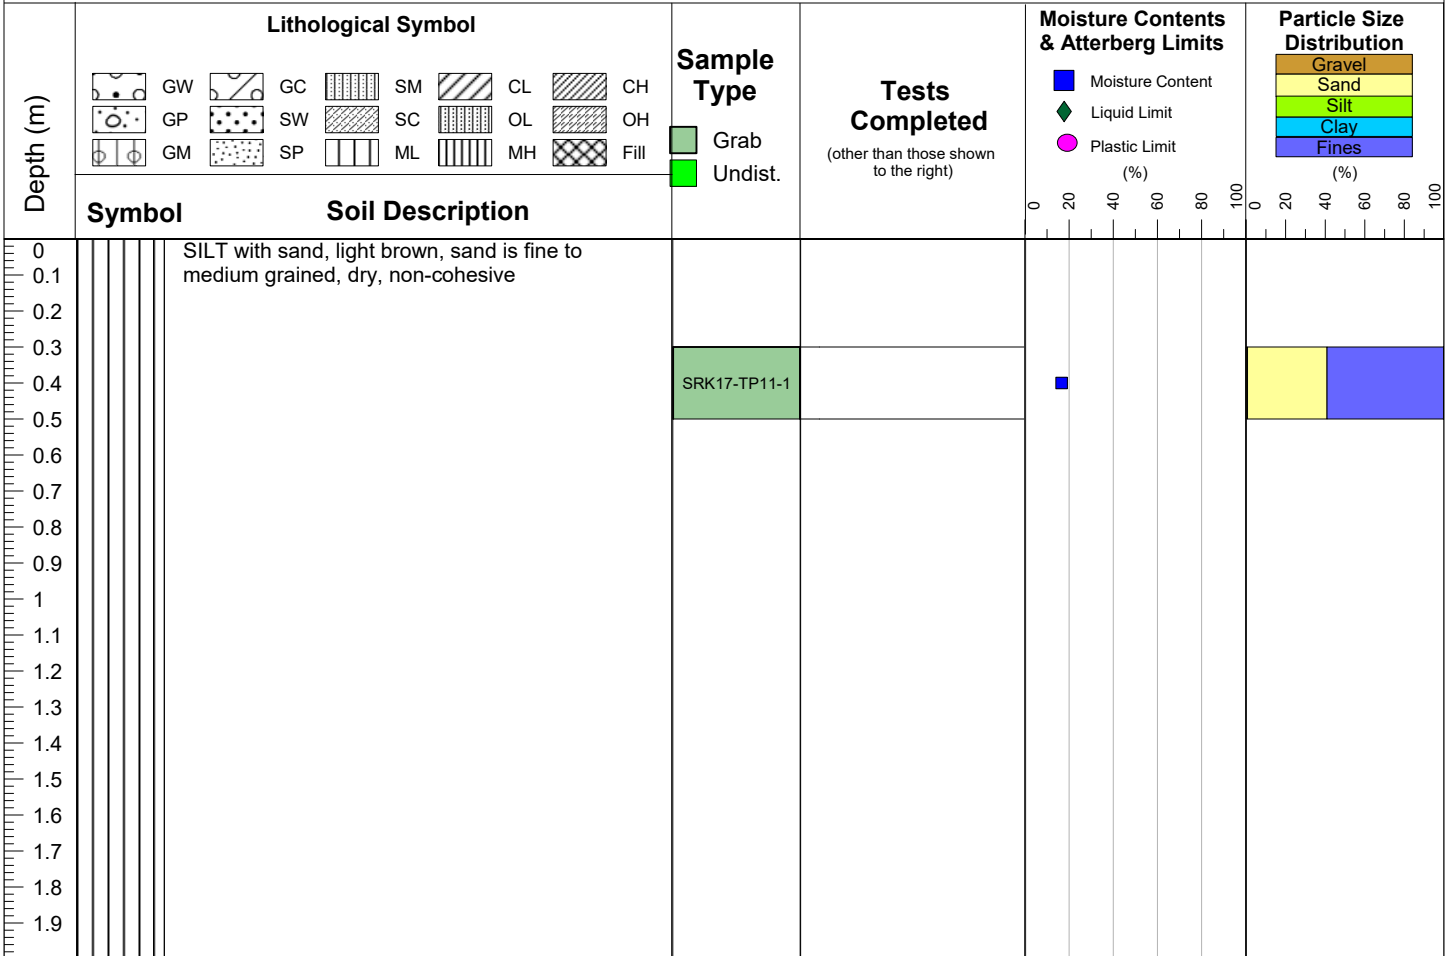 Depth (m)
Lithological Symbol
GW GC SM CL CH
GP SW SC OL OH
GM SP ML MH Fill
Symbol Soil Description
Sample
Type
Grab
Undist.
Tests
Completed
(other than those shown
to the right)
Moisture Contents
& Atterberg Limits
Moisture Content
Liquid Limit
Plastic Limit
(%)
0 20 40 60 80 100
Particle Size
Distribution
Gravel
Sand
Silt
Clay
Fines
(%)
0 20 40 60 80 100
0
0.1
0.2
0.3
0.4
0.5
0.6
0.7
0.8
0.9
1
1.1
1.2
1.3
1.4
1.5
1.6
1.7
1.8
1.9
SILT with sand, light brown, sand is fine to
medium grained, dry, non-cohesive
SRK17-TP11-1